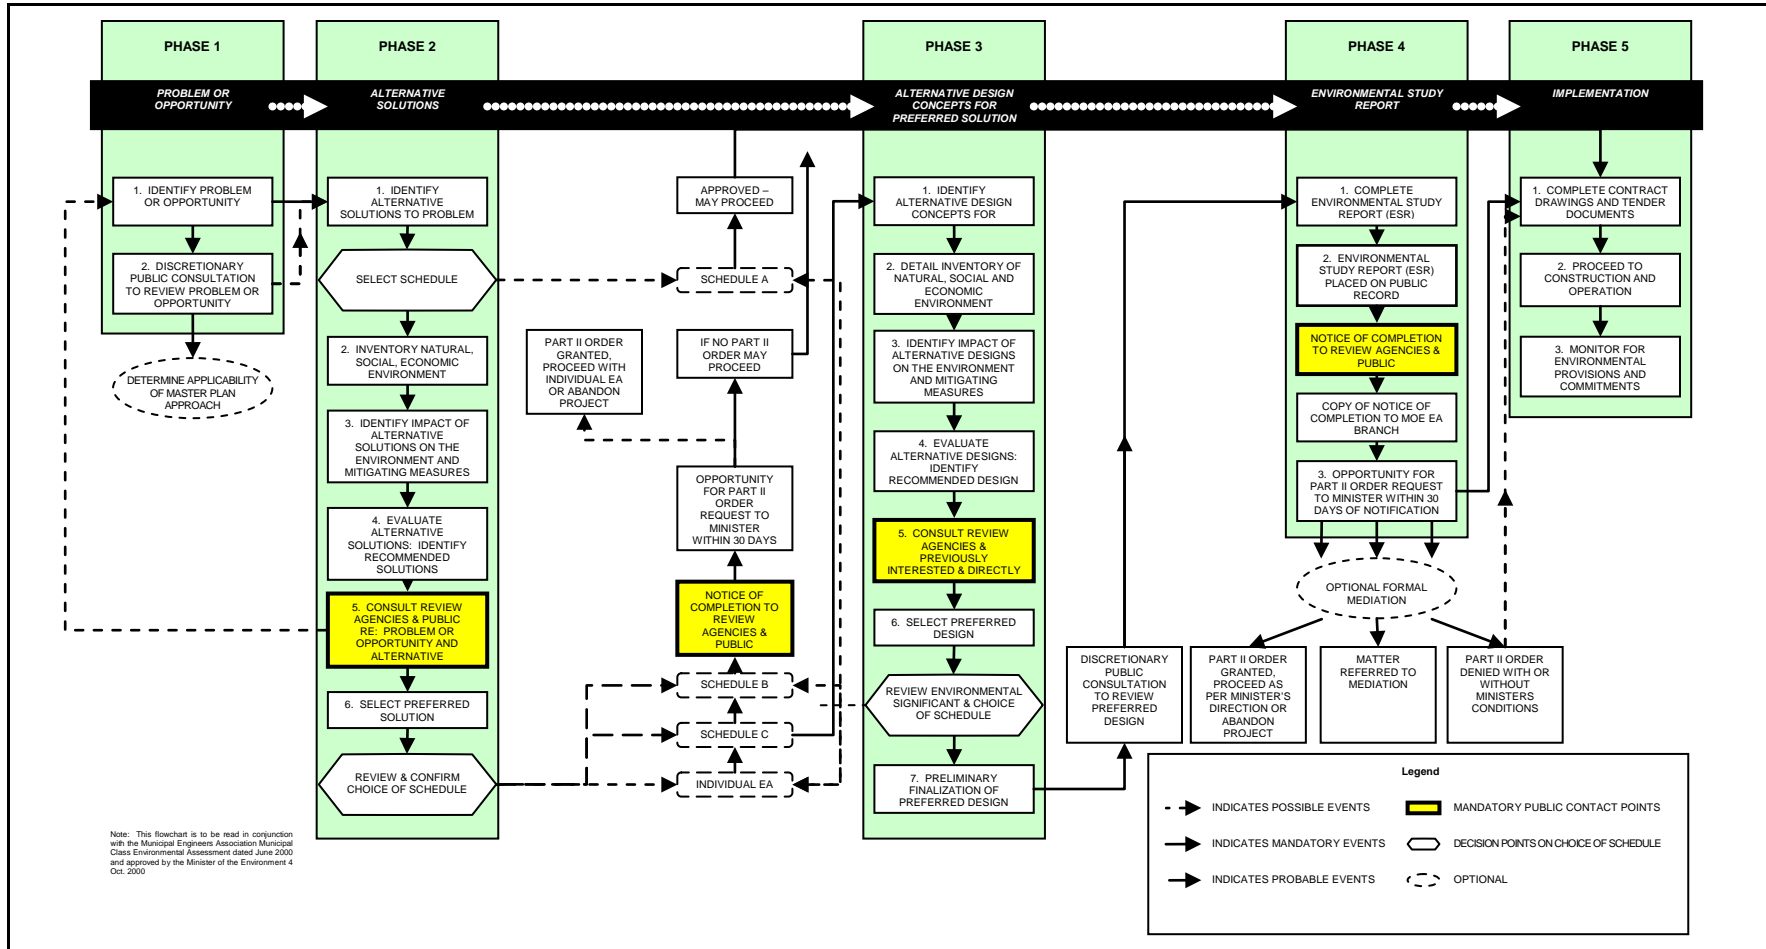 PHASE 1
PROBLEM OR
OPPORTUNITY
1. IDENTIFY PROBLEM
OR OPPORTUNITY
2. DISCRETIONARY
PUBLIC CONSULTATION
TO REVIEW PROBLEM OR
OPPORTUNITY
DETERMINE APPLICABILITY
OF MASTER PLAN
APPROACH
PHASE 2
ALTERNATIVE
SOLUTIONS
1. IDENTIFY
ALTERNATIVE
SOLUTIONS TO PROBLEM
SELECT SCHEDULE
2. INVENTORY NATURAL,
SOCIAL, ECONOMIC
ENVIRONMENT
3. IDENTIFY IMPACT OF
ALTERNATIVE
SOLUTIONS ON THE
ENVIRONMENT AND
MITIGATING MEASURES
4. EVALUATE
ALTERNATIVE
SOLUTIONS: IDENTIFY
RECOMMENDED
SOLUTIONS
5. CONSULT REVIEW
AGENCIES & PUBLIC
RE: PROBLEM OR
OPPORTUNITY AND
ALTERNATIVE
6. SELECT PREFERRED
SOLUTION
REVIEW & CONFIRM
CHOICE OF SCHEDULE
APPROVED –
MAY PROCEED
SCHEDULE A
PART II ORDER
GRANTED,
PROCEED WITH
INDIVIDUAL EA
OR ABANDON
PROJECT
IF NO PART II
ORDER MAY
PROCEED
OPPORTUNITY
FOR PART II
ORDER
REQUEST TO
MINISTER
WITHIN 30 DAYS
NOTICE OF
COMPLETION TO
REVIEW
AGENCIES &
PUBLIC
SCHEDULE B
SCHEDULE C
INDIVIDUAL EA
PHASE 3
ALTERNATIVE DESIGN
CONCEPTS FOR
PREFERRED SOLUTION
1. IDENTIFY
ALTERNATIVE DESIGN
CONCEPTS FOR
2. DETAIL INVENTORY OF
NATURAL, SOCIAL AND
ECONOMIC
ENVIRONMENT
3. IDENTIFY IMPACT OF
ALTERNATIVE DESIGNS
ON THE ENVIRONMENT
AND MITIGATING
MEASURES
4. EVALUATE
ALTERNATIVE DESIGNS:
IDENTIFY
RECOMMENDED DESIGN
5. CONSULT REVIEW
AGENCIES &
PREVIOUSLY
INTERESTED & DIRECTLY
6. SELECT PREFERRED
DESIGN
REVIEW ENVIRONMENTAL
SIGNIFICANT & CHOICE
OF SCHEDULE
7. PRELIMINARY
FINALIZATION OF
PREFERRED DESIGN
DISCRETIONARY
PUBLIC
CONSULTATION
TO REVIEW
PREFERRED
DESIGN
PHASE 4
ENVIRONMENTAL STUDY
REPORT
1. COMPLETE
ENVIRONMENTAL STUDY
REPORT (ESR)
2. ENVIRONMENTAL
STUDY REPORT (ESR)
PLACED ON PUBLIC
RECORD
NOTICE OF COMPLETION
TO REVIEW AGENCIES &
PUBLIC
COPY OF NOTICE OF
COMPLETION TO MOE EA
BRANCH
3. OPPORTUNITY FOR
PART II ORDER REQUEST
TO MINISTER WITHIN 30
DAYS OF NOTIFICATION
OPTIONAL FORMAL
MEDIATION
PART II ORDER
GRANTED,
PROCEED AS
PER MINISTER'S
DIRECTION OR
ABANDON
PROJECT
MATTER
REFERRED TO
MEDIATION
PART II ORDER
DENIED WITH OR
WITHOUT
MINISTERS
CONDITIONS
PHASE 5
IMPLEMENTATION
1. COMPLETE CONTRACT
DRAWINGS AND TENDER
DOCUMENTS
2. PROCEED TO
CONSTRUCTION AND
OPERATION
3. MONITOR FOR
ENVIRONMENTAL
PROVISIONS AND
COMMITMENTS
Legend
INDICATES POSSIBLE EVENTS
MANDATORY PUBLIC CONTACT POINTS
INDICATES MANDATORY EVENTS
DECISION POINTS ON CHOICE OF SCHEDULE
INDICATES PROBABLE EVENTS
OPTIONAL
Note: This flowchart is to be read in conjunction
with the Municipal Engineers Association Municipal
Class Environmental Assessment dated June 2000
and approved by the Minister of the Environment 4
Oct. 2000